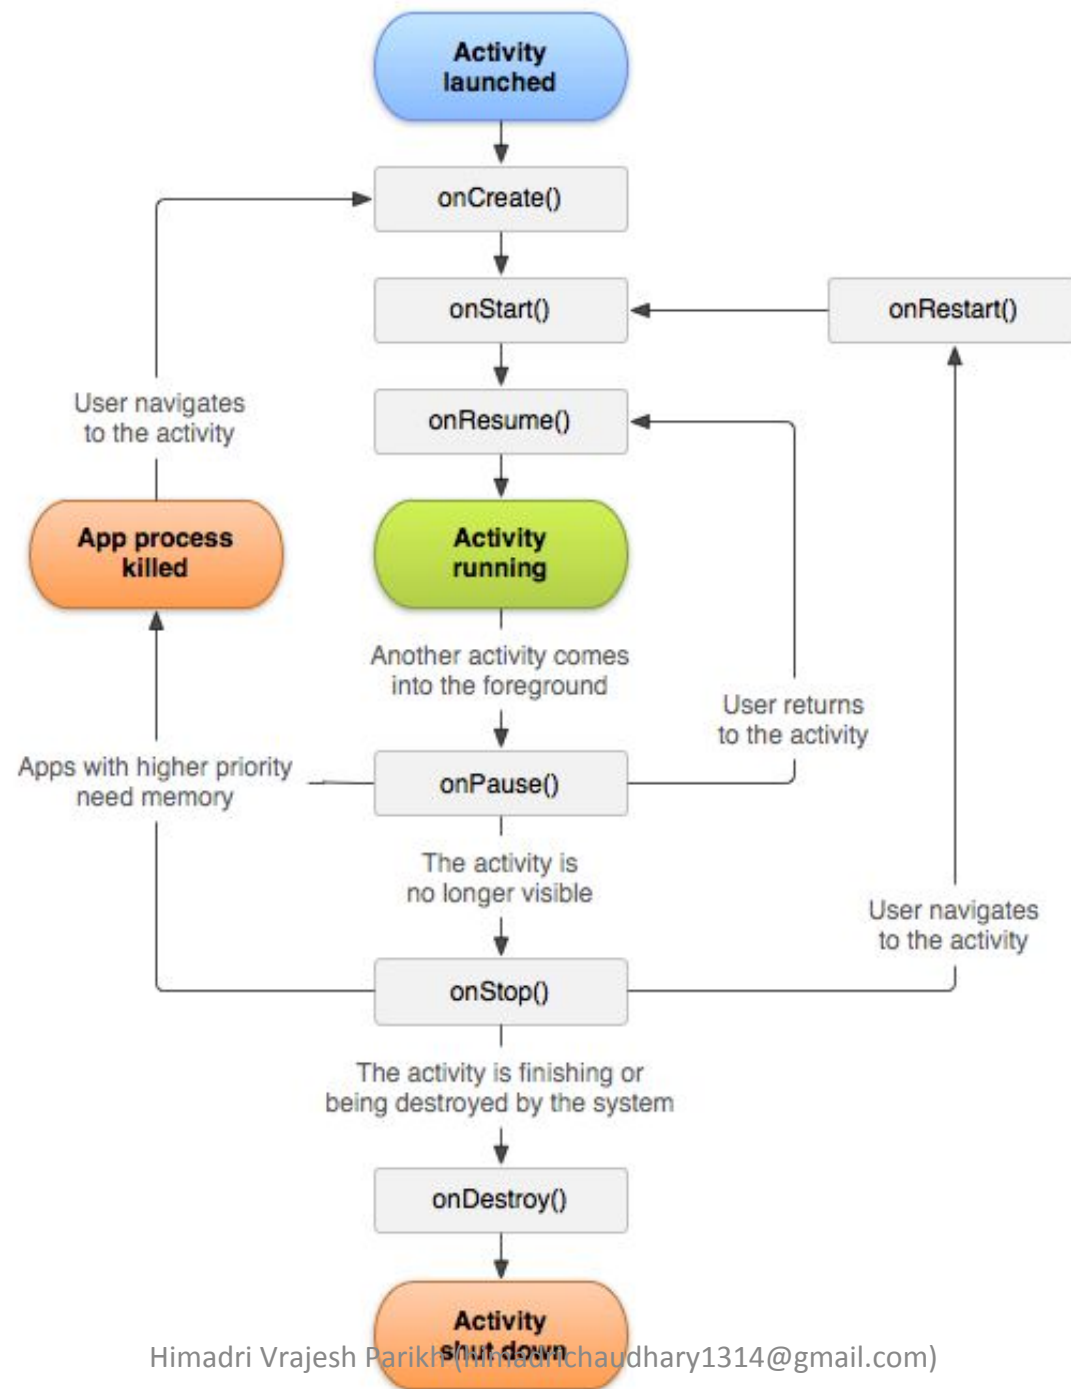 Activity
launched
onCreate()
onStart()
onRestart()
User navigates
to the activity
onResume()
App process
killed
Activity
running
Another activity comes
into the foreground
User returns
to the activity
Apps with higher priority
need memory
onPause()
The activity is
no longer visible
User navigates
to the activity
onStop()
The activity is finishing or
being destroyed by the system
onDestroy()
Activity
shut down
Himadri Vrajesh Parikh (himadrichaudhary1314@gmail.com)